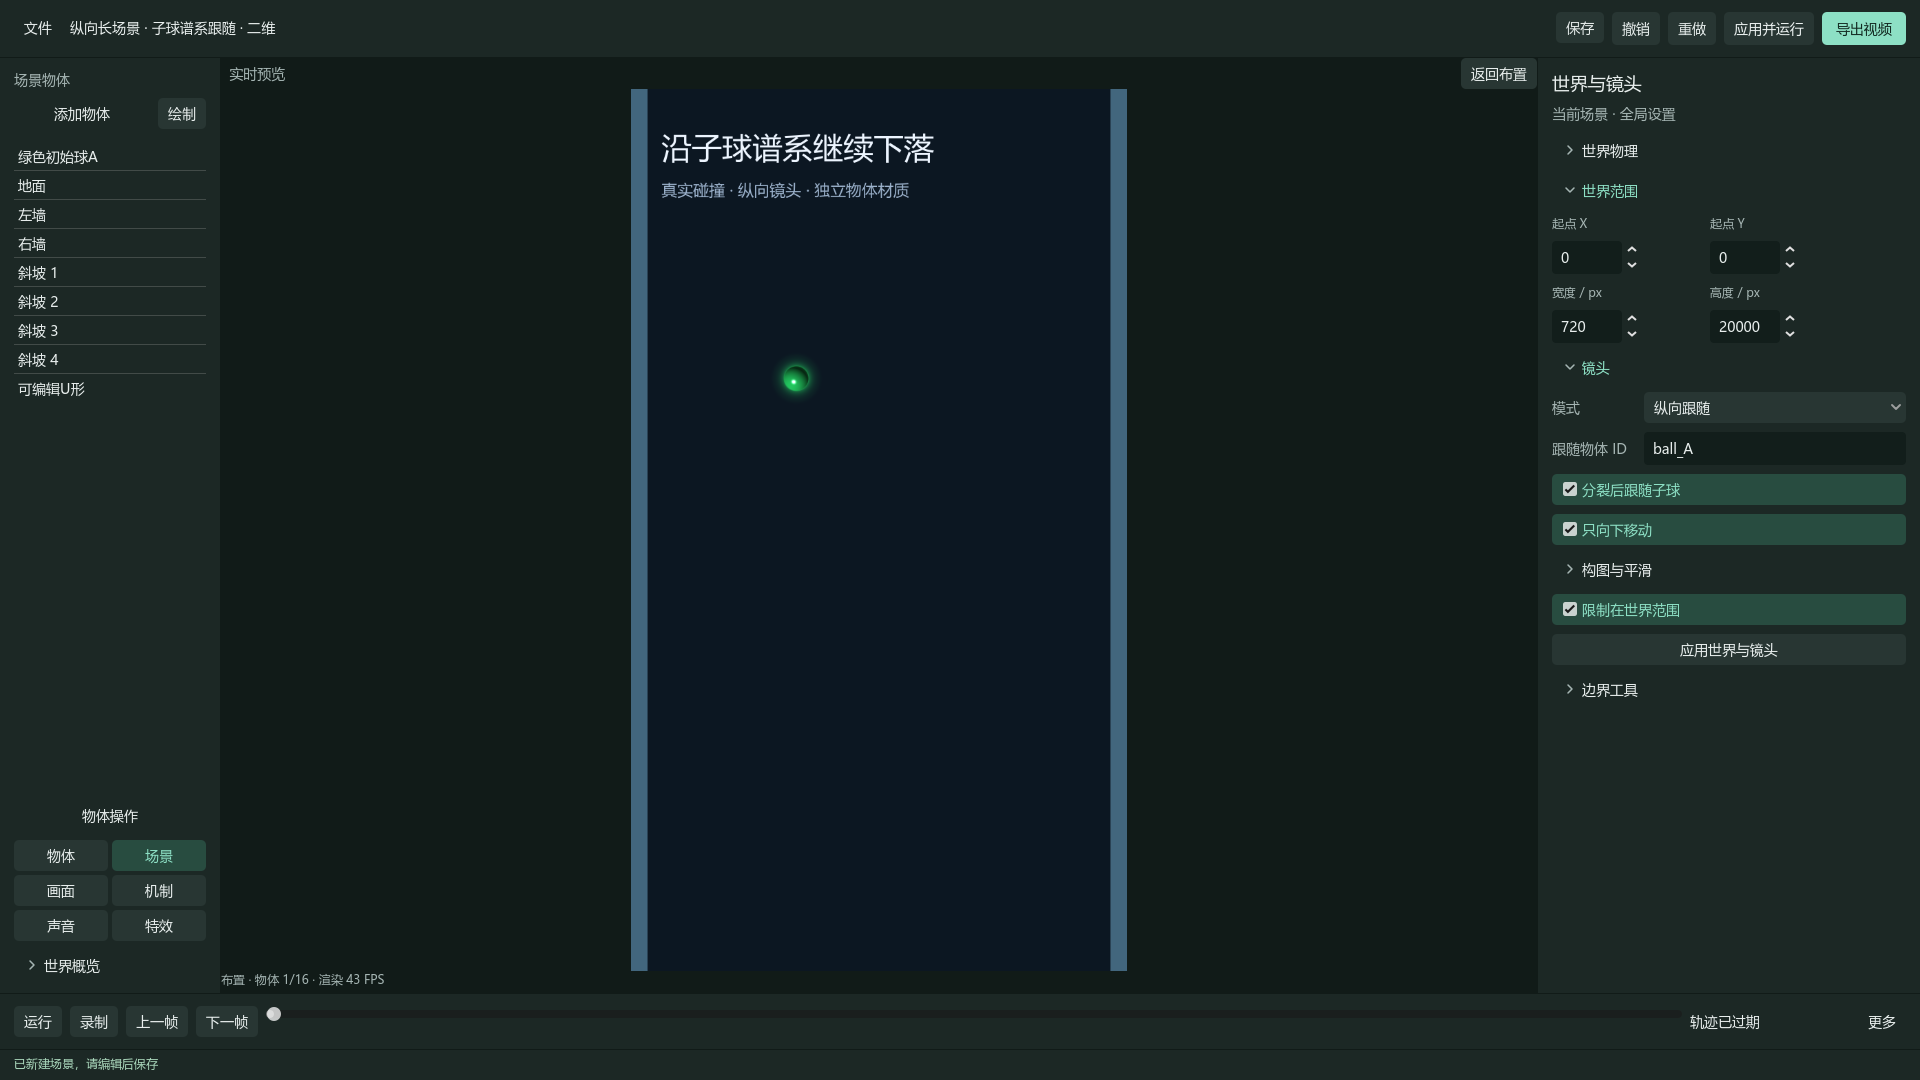 文件 纵向长场景 · 子球谱系跟随 · 二维 保存 撤销 重做 应用并运行 导出视频
场景物体
添加物体 绘制
绿色初始球A
地面
左墙
右墙
斜坡 1
斜坡 2
斜坡 3
斜坡 4
可编辑U形
物体操作
物体 场景
画面 机制
声音 特效
世界概览
实时预览 返回布置
沿子球谱系继续下落
真实碰撞 · 纵向镜头 · 独立物体材质
布置 · 物体 1/16 · 渲染 43 FPS
世界与镜头
当前场景 · 全局设置
世界物理
世界范围
起点 X 起点 Y
0 0
宽度 / px 高度 / px
720 20000
镜头
模式 纵向跟随
跟随物体 ID ball_A
分裂后跟随子球
只向下移动
构图与平滑
限制在世界范围
应用世界与镜头
边界工具
运行 录制 上一帧 下一帧 轨迹已过期 更多
已新建场景，请编辑后保存